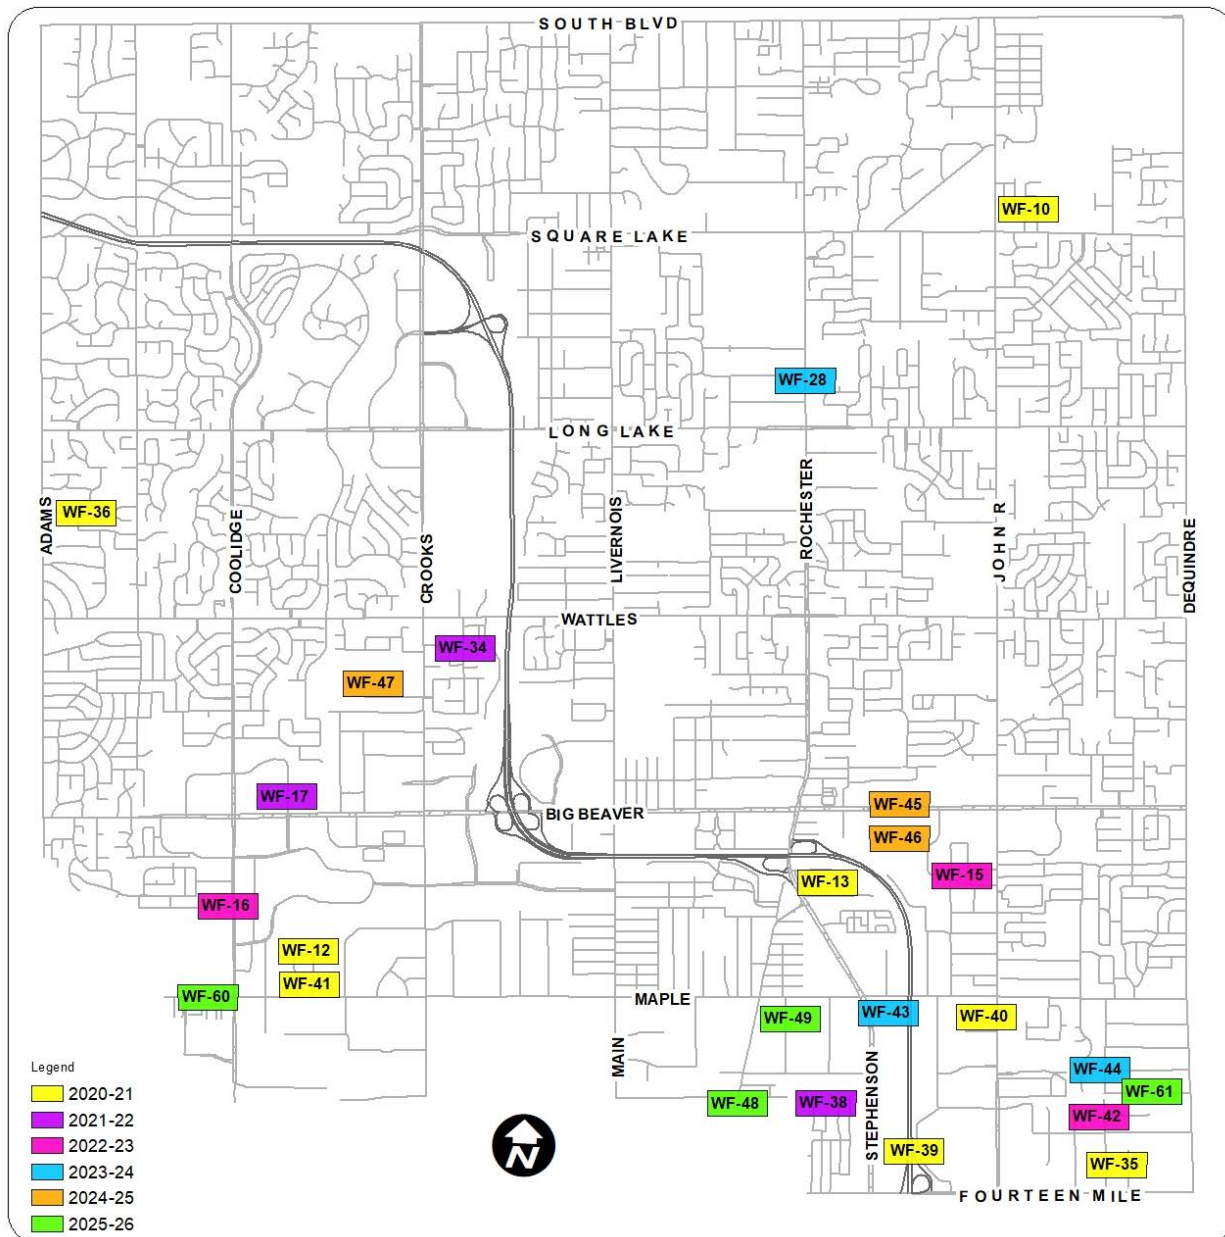 SOUTH BLVD
WF-10
SQUARE LAKE
WF-28
LONG LAKE
ADAMS
WF-36
COOLIDGE
CROOKS
LIVERNOIS
ROCHESTER
JOHN R
DEQUINDRE
WATTLES
WF-34
WF-47
WF-17
BIG BEAVER
WF-45
WF-46
WF-15
WF-13
WF-16
WF-12
WF-41
WF-60
MAPLE
WF-49
WF-43
WF-40
MAIN
STEPHENSON
WF-44
WF-61
WF-48
WF-38
WF-42
WF-39
WF-35
FOURTEEN MILE
N
Legend
2020-21
2021-22
2022-23
2023-24
2024-25
2025-26